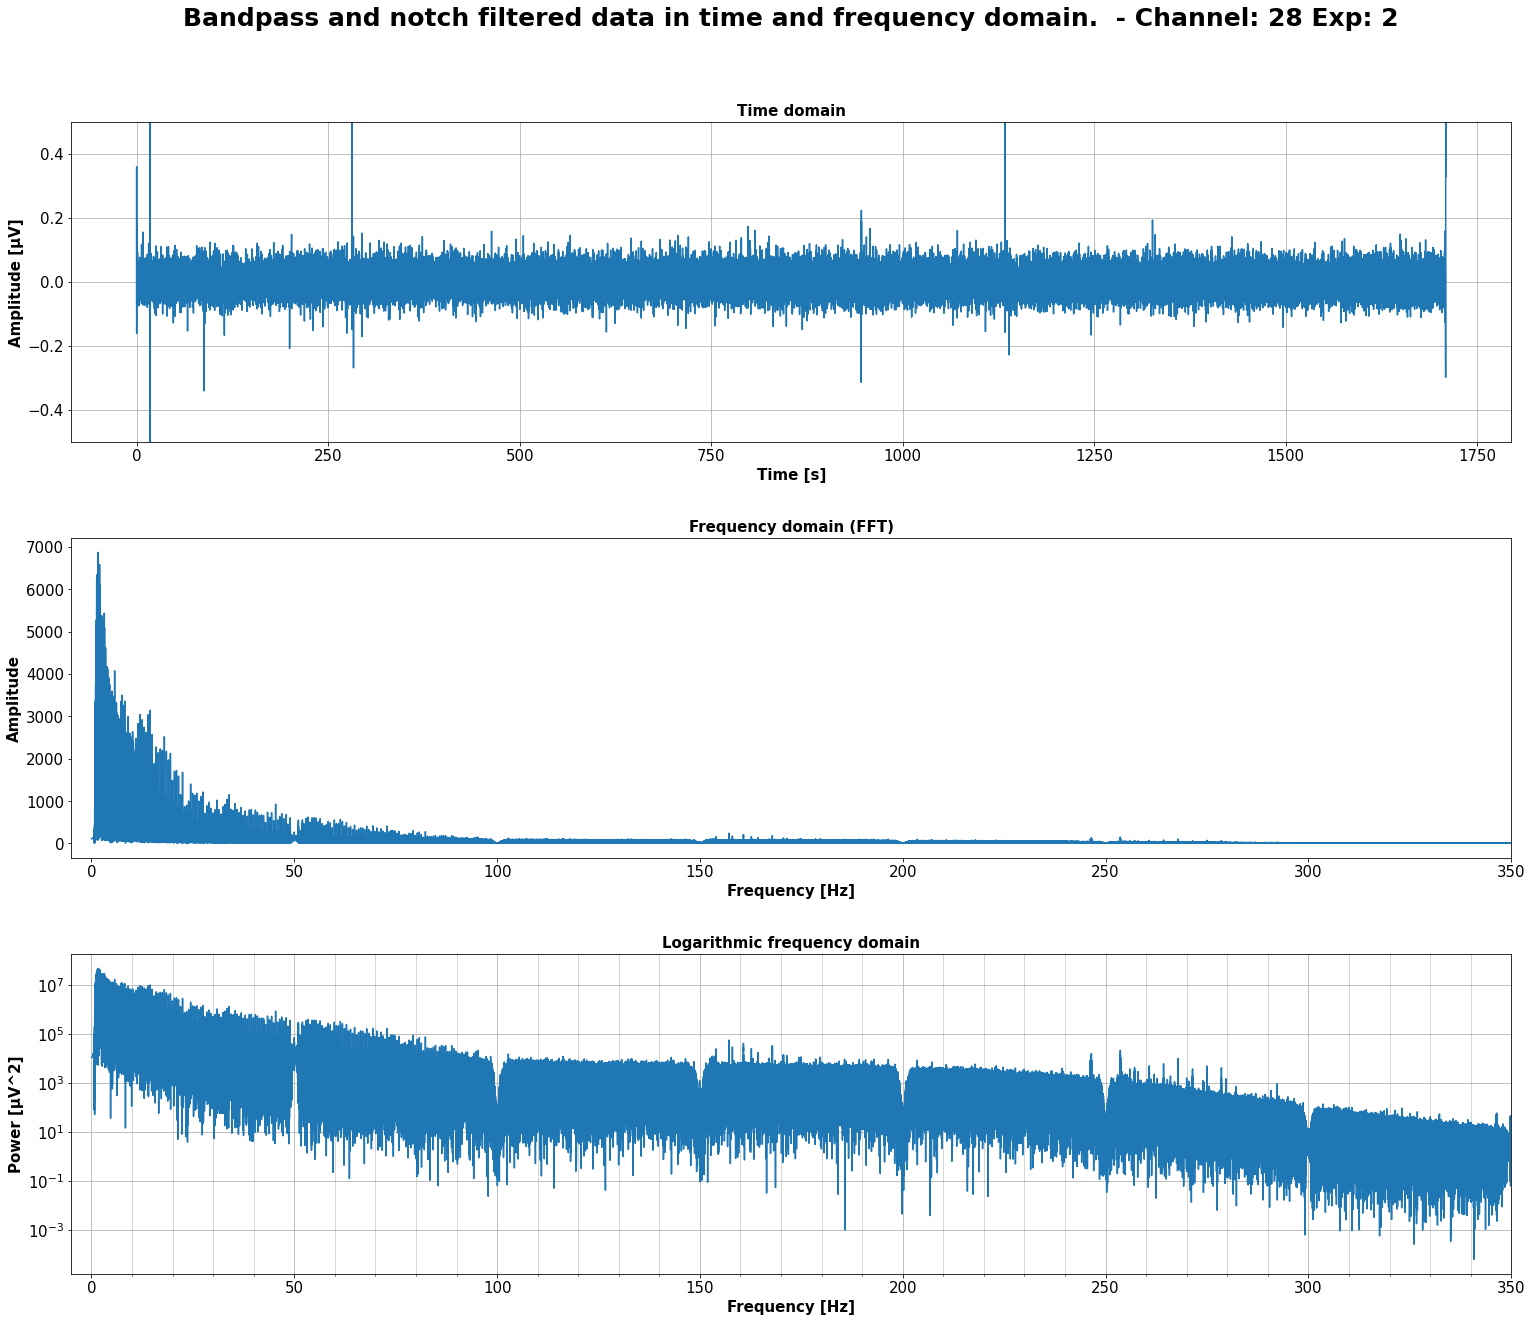 Bandpass and notch filtered data in time and frequency domain.  - Channel: 28 Exp: 2
Time domain
Amplitude [μV]
0.4
0.2
0.0
−0.2
−0.4
0 250 500 750 1000 1250 1500 1750
Time [s]
Frequency domain (FFT)
Amplitude
7000
6000
5000
4000
3000
2000
1000
0
0 50 100 150 200 250 300 350
Frequency [Hz]
Logarithmic frequency domain
Power [μV^2]
10^7
10^5
10^3
10^1
10^−1
10^−3
0 50 100 150 200 250 300 350
Frequency [Hz]